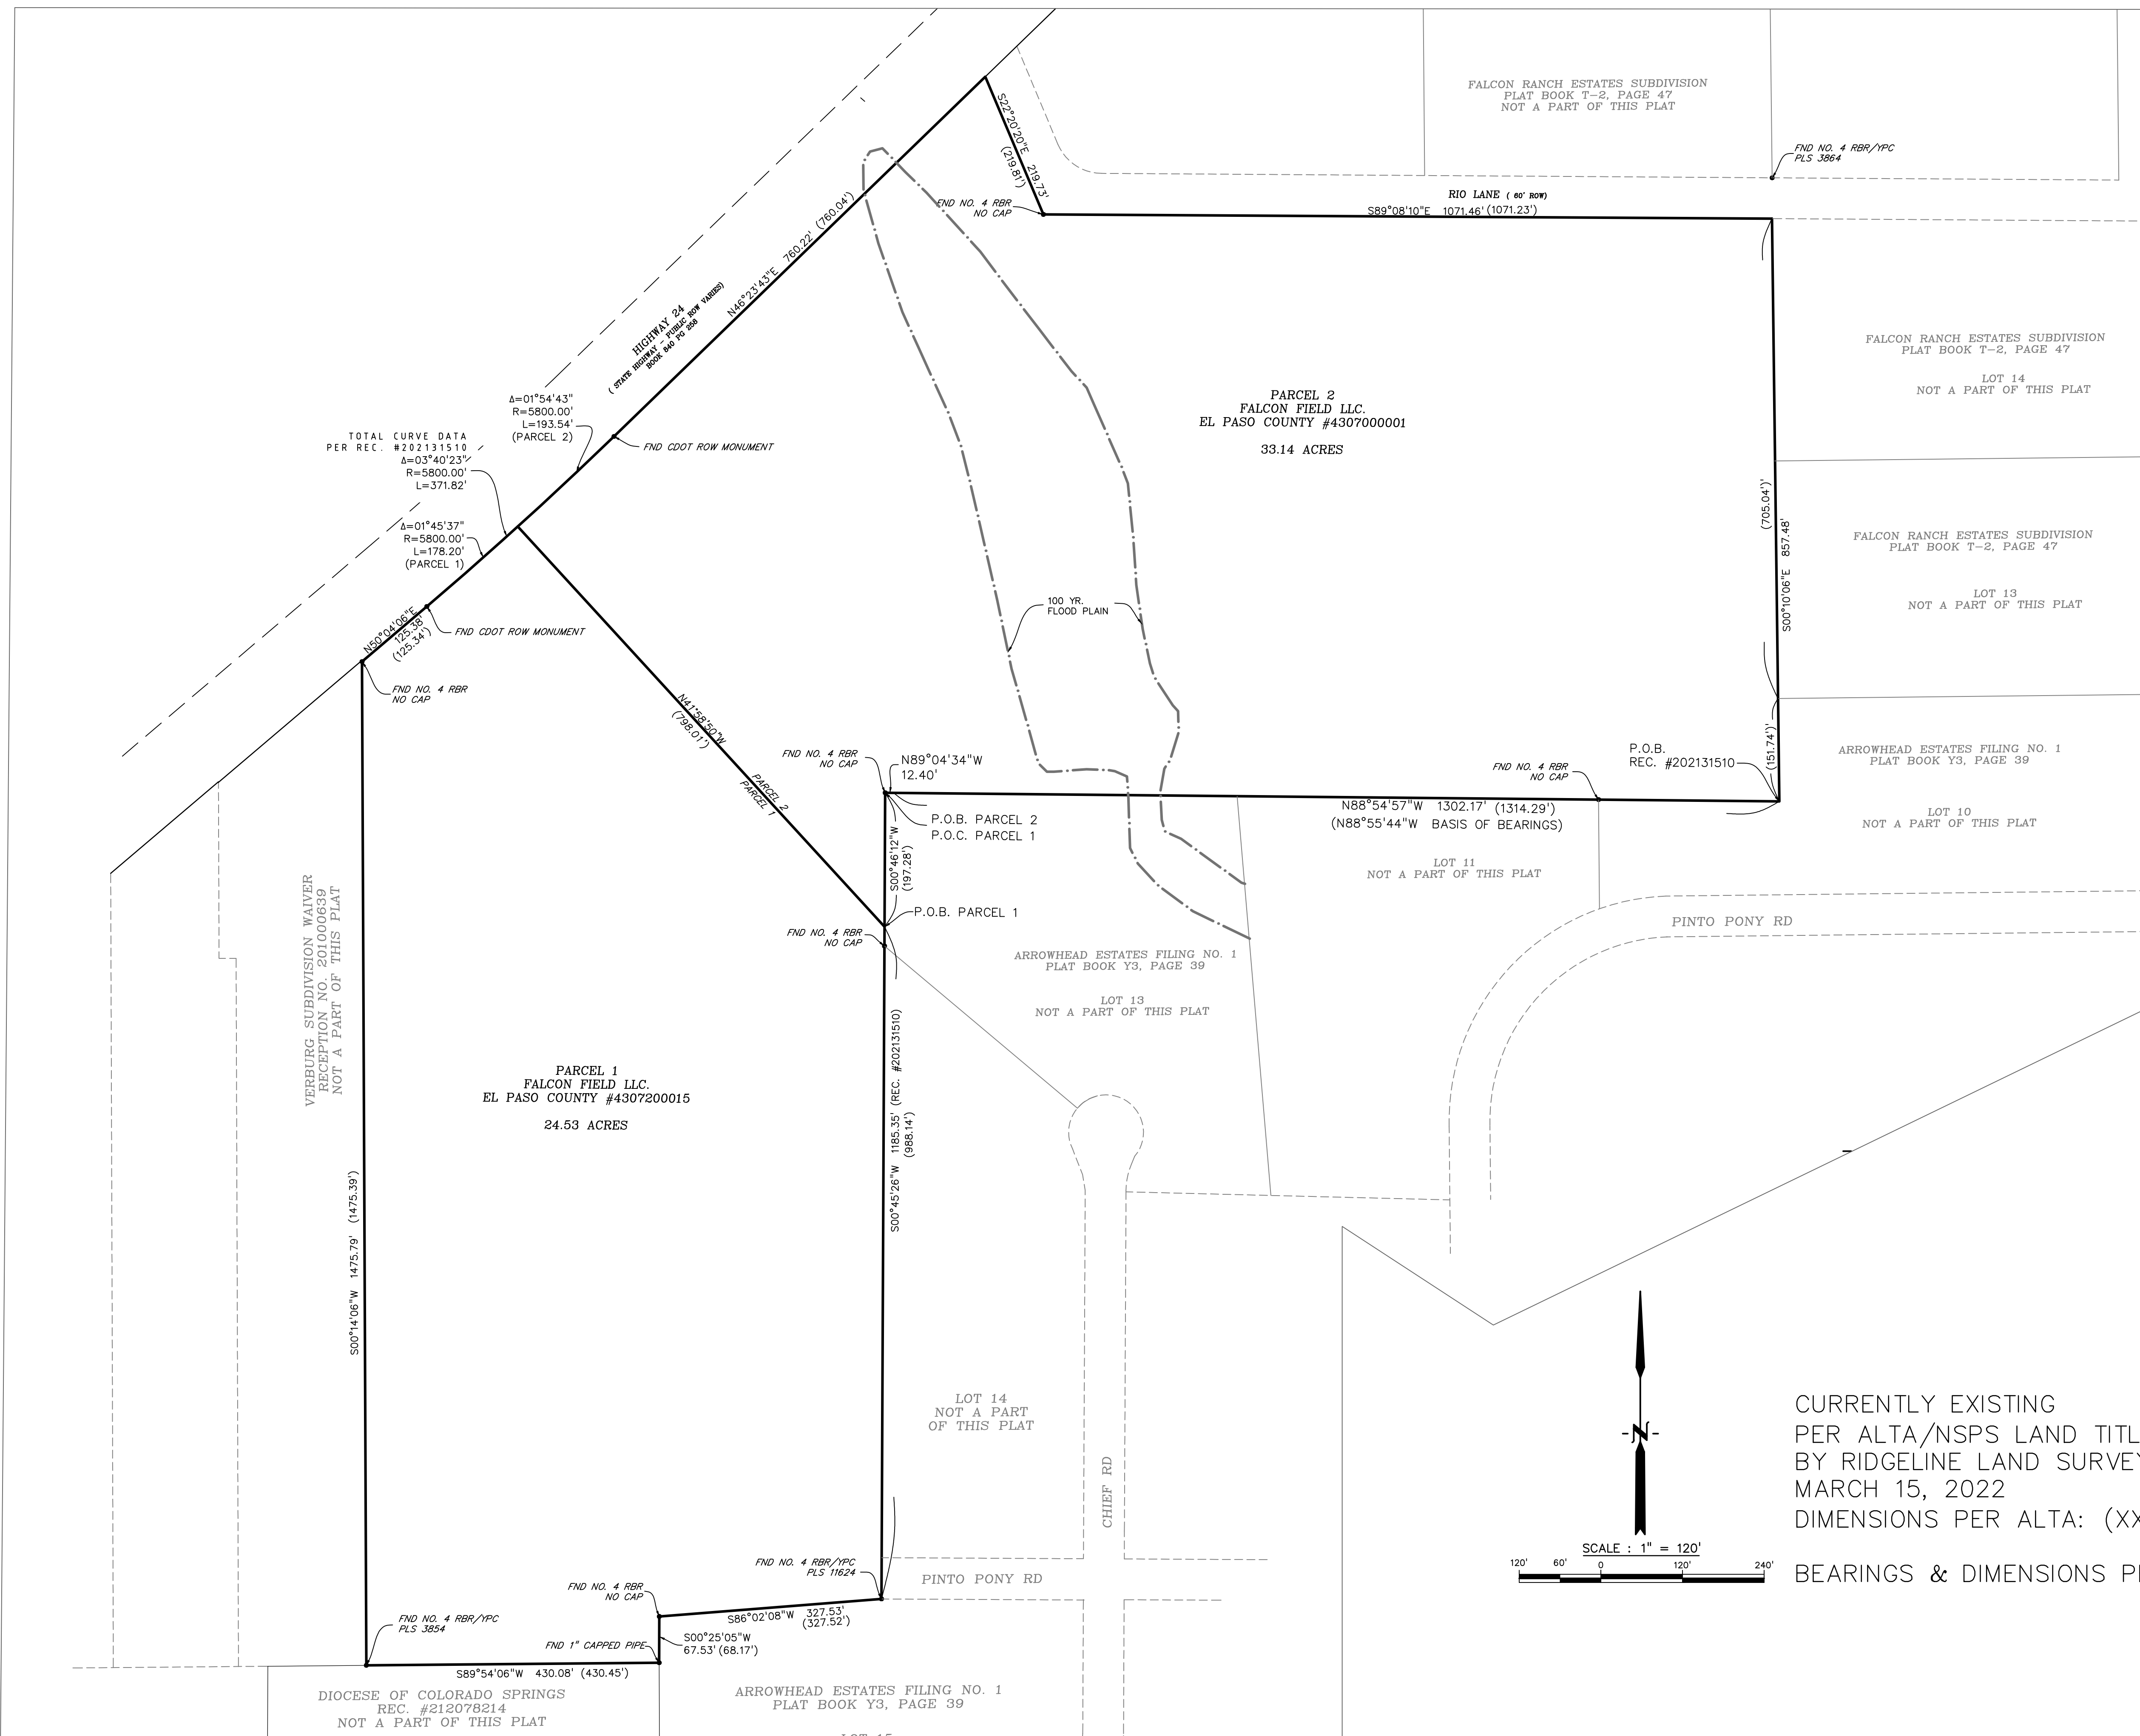 FALCON RANCH ESTATES SUBDIVISION
PLAT BOOK T-2, PAGE 47
NOT A PART OF THIS PLAT
FND NO. 4 RBR/YPC
PLS 3864
S22°20'20"E 219.73'
(219.81')
FND NO. 4 RBR
NO CAP
RIO LANE ( 60' ROW)
S89°08'10"E 1071.46' (1071.23')
N46°23'43"E 760.22' (760.04')
HIGHWAY 24
( STATE HIGHWAY - PUBLIC ROW VARIES)
BOOK 840 PG 258
FALCON RANCH ESTATES SUBDIVISION
PLAT BOOK T-2, PAGE 47
LOT 14
NOT A PART OF THIS PLAT
PARCEL 2
FALCON FIELD LLC.
EL PASO COUNTY #4307000001
33.14 ACRES
Δ=01°54'43"
R=5800.00'
L=193.54'
(PARCEL 2)
FND CDOT ROW MONUMENT
TOTAL CURVE DATA
PER REC. #202131510
Δ=03°40'23"
R=5800.00'
L=371.82'
Δ=01°45'37"
R=5800.00'
L=178.20'
(PARCEL 1)
(705.04')'
S00°10'06"E 857.48'
FALCON RANCH ESTATES SUBDIVISION
PLAT BOOK T-2, PAGE 47
LOT 13
NOT A PART OF THIS PLAT
100 YR.
FLOOD PLAIN
N50°04'06"E
125.38'
(125.34')
FND CDOT ROW MONUMENT
FND NO. 4 RBR
NO CAP
N41°58'50"W
(798.01')
PARCEL 2
PARCEL 1
FND NO. 4 RBR
NO CAP
N89°04'34"W
12.40'
P.O.B.
REC. #202131510
(151.74')'
FND NO. 4 RBR
NO CAP
ARROWHEAD ESTATES FILING NO. 1
PLAT BOOK Y3, PAGE 39
LOT 10
NOT A PART OF THIS PLAT
N88°54'57"W 1302.17' (1314.29')
(N88°55'44"W BASIS OF BEARINGS)
P.O.B. PARCEL 2
P.O.C. PARCEL 1
S00°46'12"W
(197.28')
LOT 11
NOT A PART OF THIS PLAT
P.O.B. PARCEL 1
PINTO PONY RD
FND NO. 4 RBR
NO CAP
ARROWHEAD ESTATES FILING NO. 1
PLAT BOOK Y3, PAGE 39
LOT 13
NOT A PART OF THIS PLAT
VERBURG SUBDIVISION WAIVER
RECEPTION NO. 201000639
NOT A PART OF THIS PLAT
PARCEL 1
FALCON FIELD LLC.
EL PASO COUNTY #4307200015
24.53 ACRES
S00°45'26"W 1185.35' (REC. #202131510)
(988.14')
S00°14'06"W 1475.79' (1475.39')
LOT 14
NOT A PART
OF THIS PLAT
CHIEF RD
N
SCALE : 1" = 120'
120' 60' 0 120' 240'
CURRENTLY EXISTING
PER ALTA/NSPS LAND TITL
BY RIDGELINE LAND SURVEY
MARCH 15, 2022
DIMENSIONS PER ALTA: (XX
BEARINGS & DIMENSIONS P
FND NO. 4 RBR/YPC
PLS 11624
PINTO PONY RD
FND NO. 4 RBR
NO CAP
S86°02'08"W 327.53'
(327.52')
FND NO. 4 RBR/YPC
PLS 3854
FND 1" CAPPED PIPE
S00°25'05"W
67.53' (68.17')
S89°54'06"W 430.08' (430.45')
DIOCESE OF COLORADO SPRINGS
REC. #212078214
NOT A PART OF THIS PLAT
ARROWHEAD ESTATES FILING NO. 1
PLAT BOOK Y3, PAGE 39